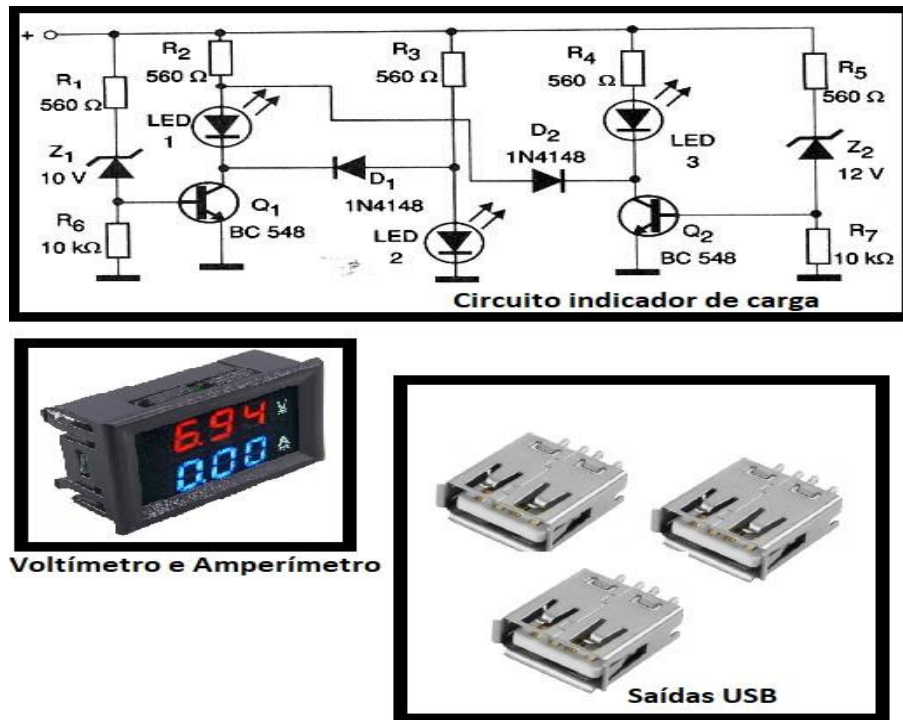 +
R1
560 Ω
Z1
10 V
R6
10 kΩ
R2
560 Ω
LED
1
Q1
BC 548
D1
1N4148
R3
560 Ω
LED
2
D2
1N4148
R4
560 Ω
LED
3
Q2
BC 548
R5
560 Ω
Z2
12 V
R7
10 kΩ
Circuito indicador de carga
6.94 V
0.00 A
Voltímetro e Amperímetro
Saídas USB